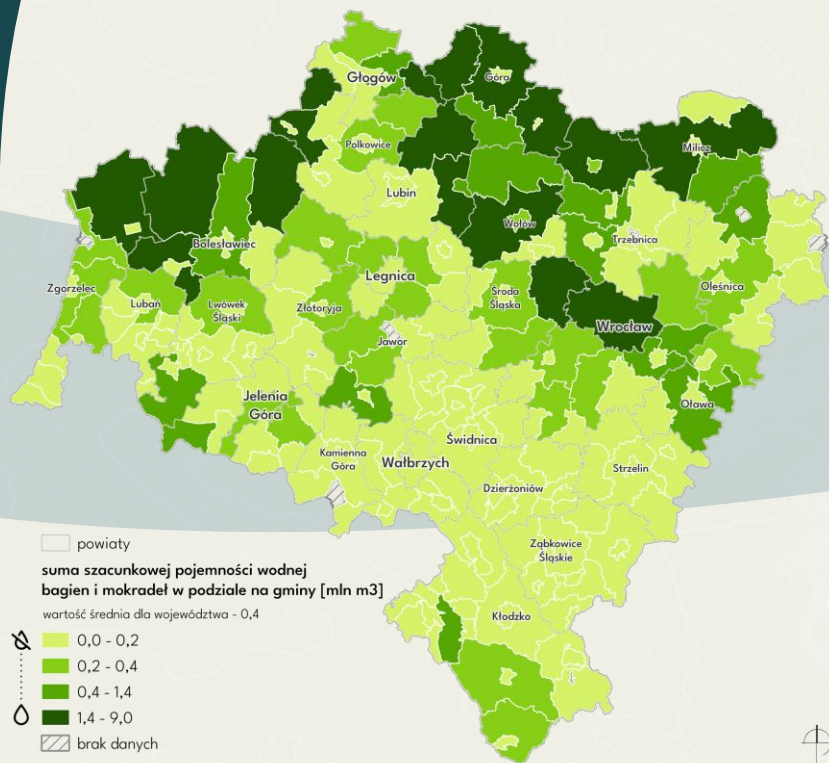 Głogów
Góra
Polkowice
Milicz
Lubin
Wołów
Trzebnica
Bolesławiec
Legnica
Zgorzelec
Lubań
Lwówek
Śląski
Złotoryja
Środa
Śląska
Oleśnica
Wrocław
Jawor
Jelenia
Góra
Oława
Świdnica
Kamienna
Góra
Wałbrzych
Strzelin
Dzierżoniów
Ząbkowice
Śląskie
Kłodzko
powiaty
suma szacunkowej pojemności wodnej
bagien i mokradeł w podziale na gminy [mln m3]
wartość średnia dla województwa - 0,4
0,0 - 0,2
0,2 - 0,4
0,4 - 1,4
1,4 - 9,0
brak danych